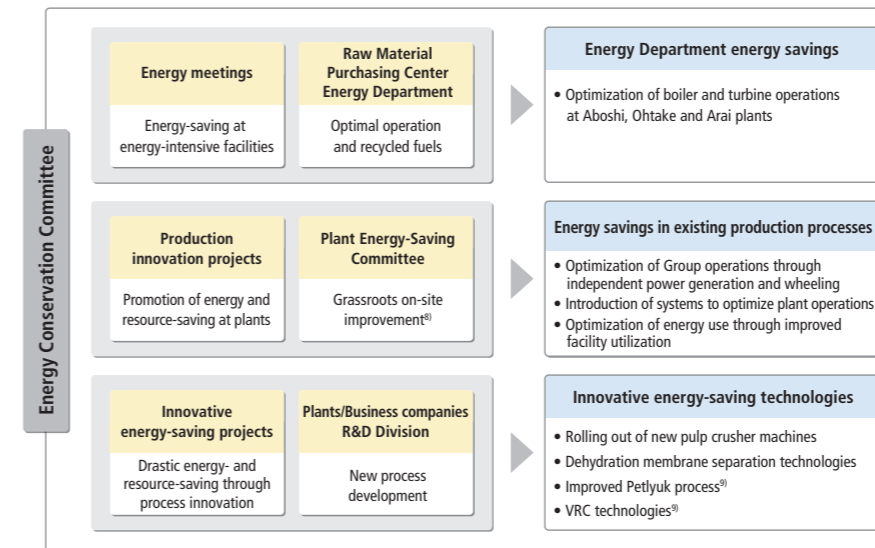 Energy Conservation Committee
Energy meetings
Energy-saving at
energy-intensive facilities
Raw Material
Purchasing Center
Energy Department
Optimal operation
and recycled fuels
Energy Department energy savings
• Optimization of boiler and turbine operations
at Aboshi, Ohtake and Arai plants
Production
innovation projects
Promotion of energy and
resource-saving at plants
Plant Energy-Saving
Committee
Grassroots on-site
improvement8)
Energy savings in existing production processes
• Optimization of Group operations through
independent power generation and wheeling
• Introduction of systems to optimize plant operations
• Optimization of energy use through improved
facility utilization
Innovative
energy-saving projects
Drastic energy- and
resource-saving through
process innovation
Plants/Business companies
R&D Division
New process
development
Innovative energy-saving technologies
• Rolling out of new pulp crusher machines
• Dehydration membrane separation technologies
• Improved Petlyuk process9)
• VRC technologies9)